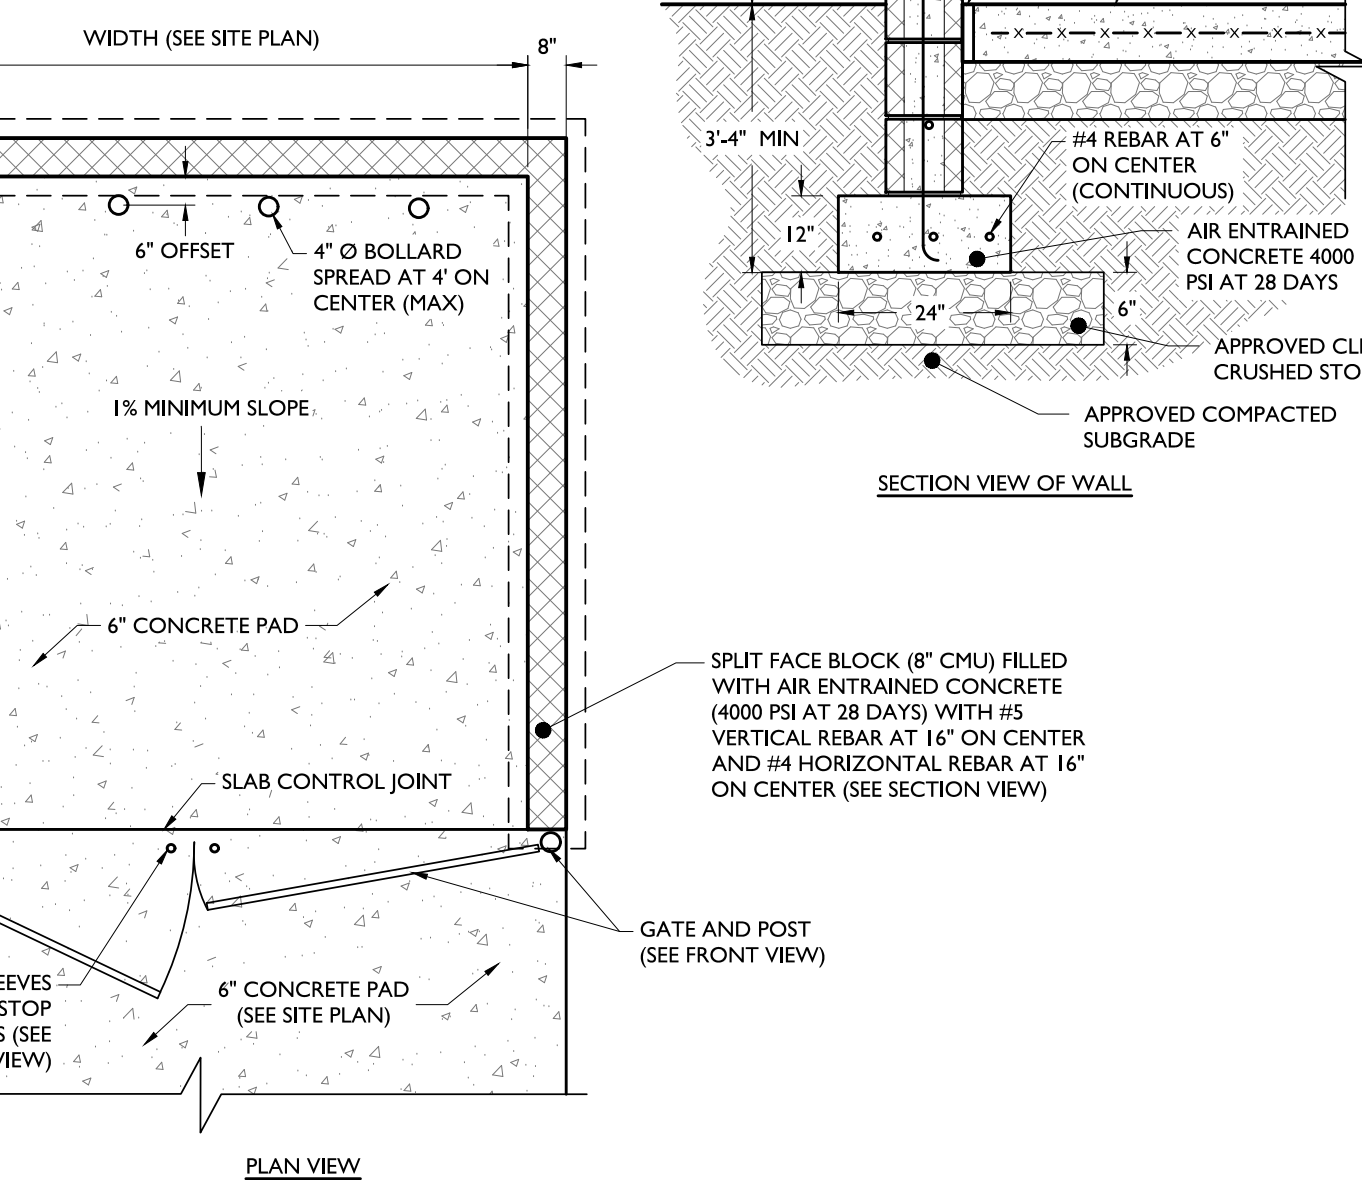 WIDTH (SEE SITE PLAN)
8"
6" OFFSET
4" Ø BOLLARD
SPREAD AT 4' ON
CENTER (MAX)
1% MINIMUM SLOPE
6" CONCRETE PAD
SLAB CONTROL JOINT
STOP
(SEE
6" CONCRETE PAD
(SEE SITE PLAN)
PLAN VIEW
3'-4" MIN
12"
24"
6"
#4 REBAR AT 6"
ON CENTER
(CONTINUOUS)
AIR ENTRAINED
CONCRETE 4000
PSI AT 28 DAYS
APPROVED
CRUSHED
APPROVED COMPACTED
SUBGRADE
SECTION VIEW OF WALL
SPLIT FACE BLOCK (8" CMU) FILLED
WITH AIR ENTRAINED CONCRETE
(4000 PSI AT 28 DAYS) WITH #5
VERTICAL REBAR AT 16" ON CENTER
AND #4 HORIZONTAL REBAR AT 16"
ON CENTER (SEE SECTION VIEW)
GATE AND POST
(SEE FRONT VIEW)